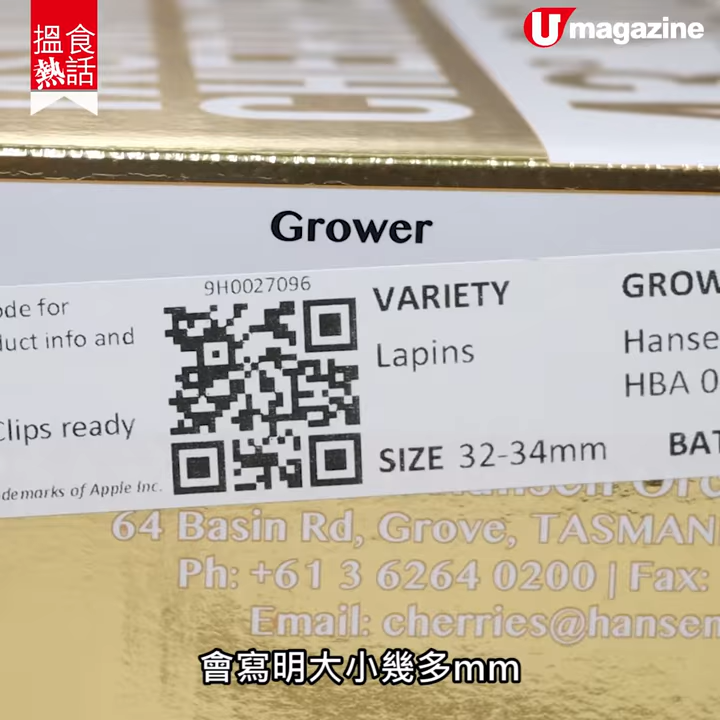 搵食
熱話
U magazine
Grower
9H0027096
VARIETY
Lapins
SIZE 32-34mm
GROW
Hanse
HBA 0
BAT
ode for
duct info and
Clips ready
demarks of Apple Inc.
64 Basin Rd, Grove, TASMAN
Ph: +61 3 6264 0200 | Fax:
Email: cherries@hansen
會寫明大小幾多mm